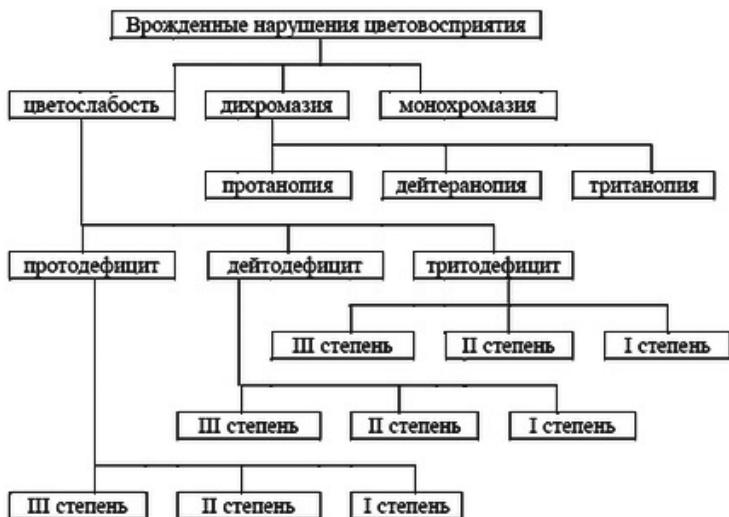 Врожденные нарушения цветовосприятия
цветослабость дихромазия монохромазия
протанопия дейтеранопия тританопия
протодефицит дейтодефицит тритодефицит
III степень II степень I степень
III степень II степень I степень
III степень II степень I степень